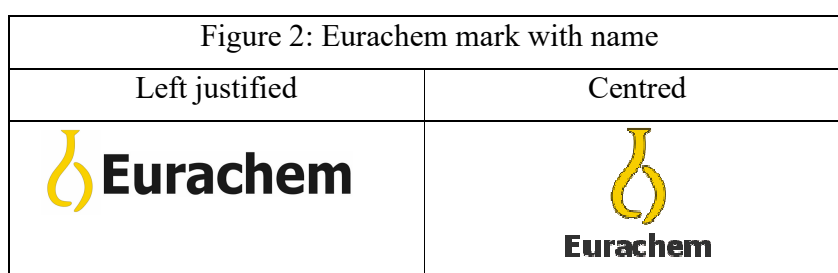 Figure 2: Eurachem mark with name
Left justified
Centred
Eurachem
Eurachem